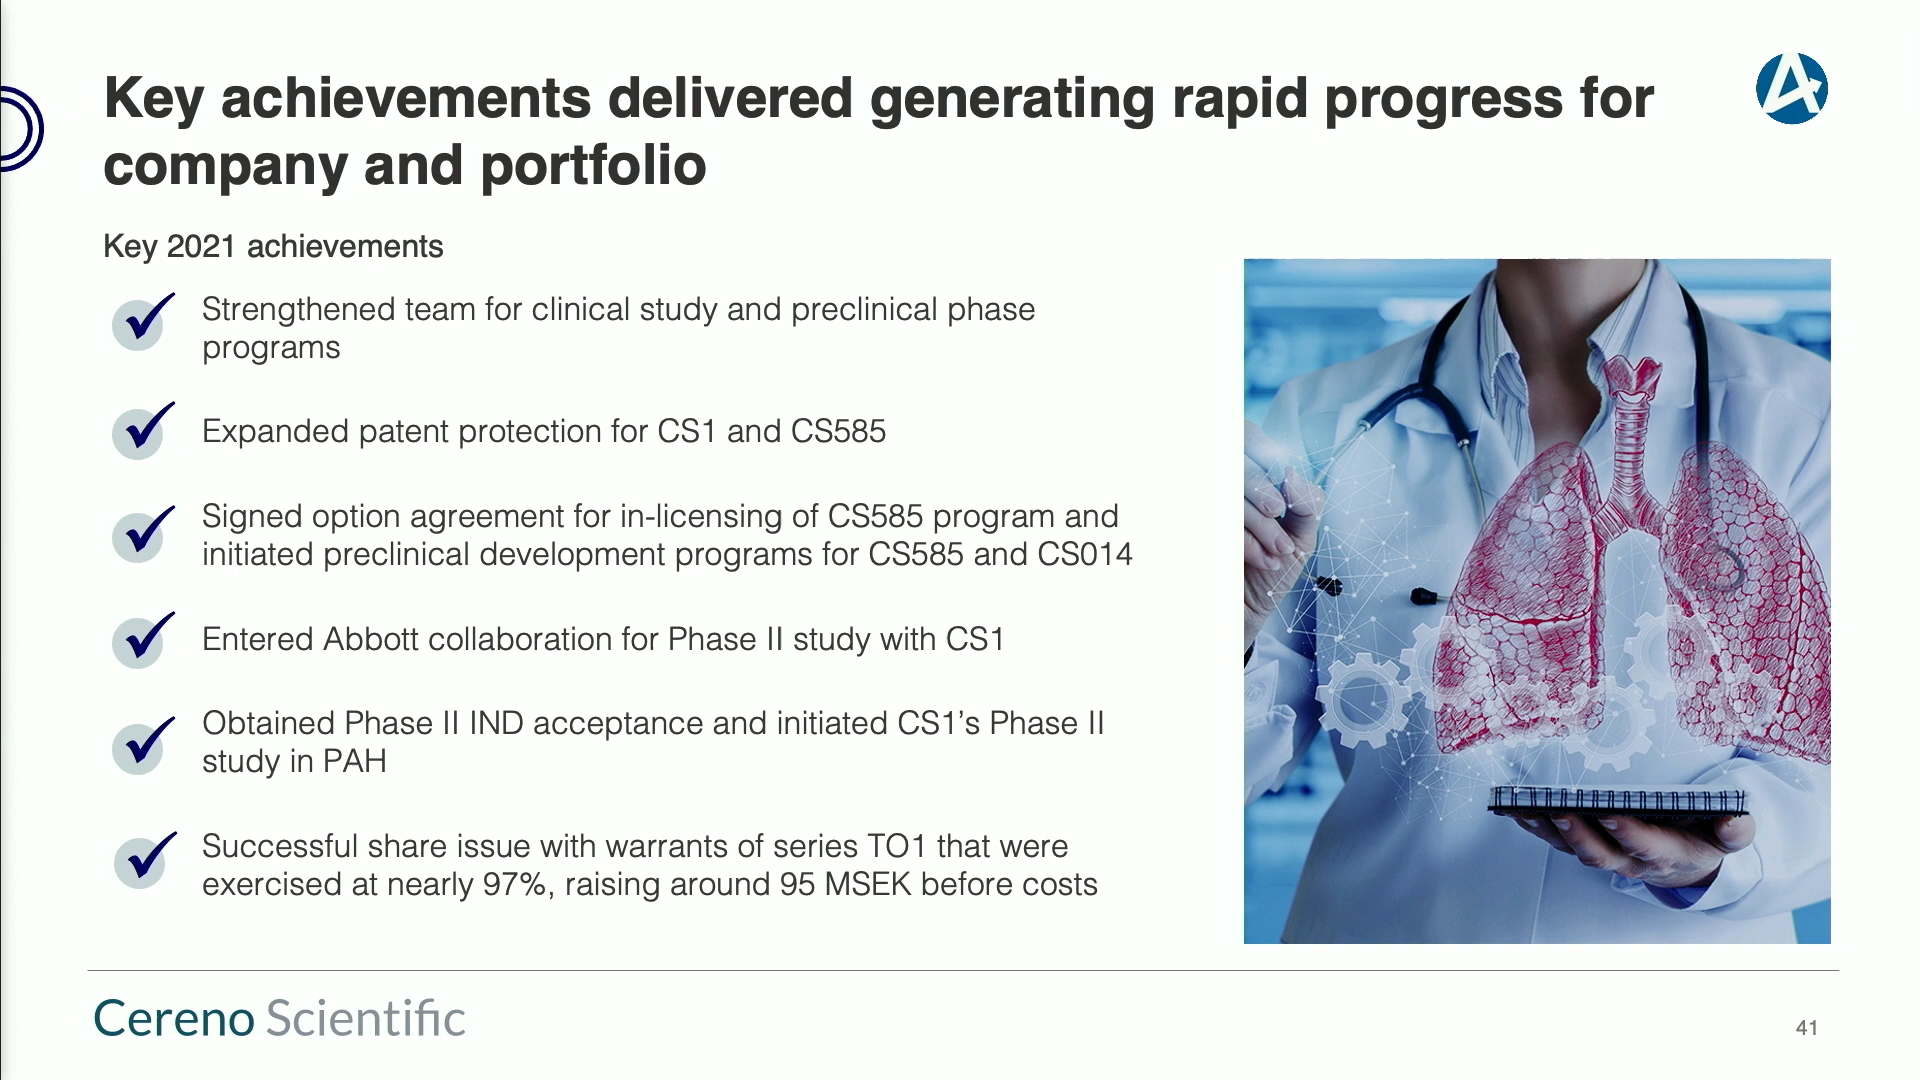 Key achievements delivered generating rapid progress for
company and portfolio
Key 2021 achievements
Strengthened team for clinical study and preclinical phase
programs
Expanded patent protection for CS1 and CS585
Signed option agreement for in-licensing of CS585 program and
initiated preclinical development programs for CS585 and CS014
Entered Abbott collaboration for Phase II study with CS1
Obtained Phase II IND acceptance and initiated CS1’s Phase II
study in PAH
Successful share issue with warrants of series TO1 that were
exercised at nearly 97%, raising around 95 MSEK before costs
Cereno Scientific
41